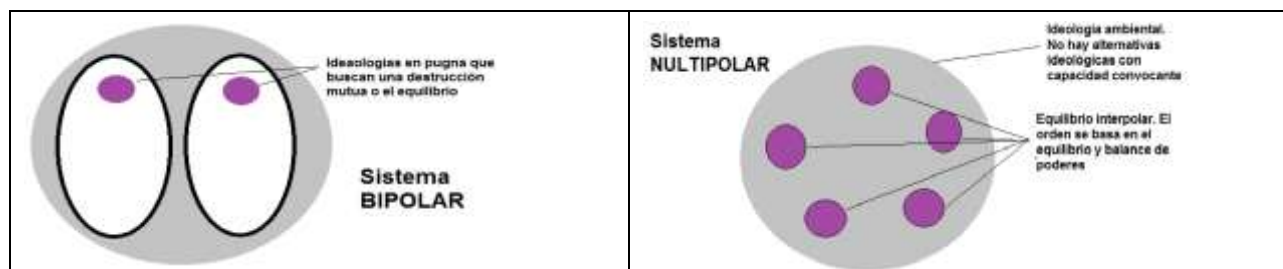 Ideaologias en pugna que
buscan una destrucción
mutua o el equilibrio
Sistema
BIPOLAR
Sistema
NULTIPOLAR
Ideología ambiental.
No hay alternativas
ideológicas con
capacidad convocante
Equilibrio interpolar. El
orden se basa en el
equilibrio y balance de
poderes